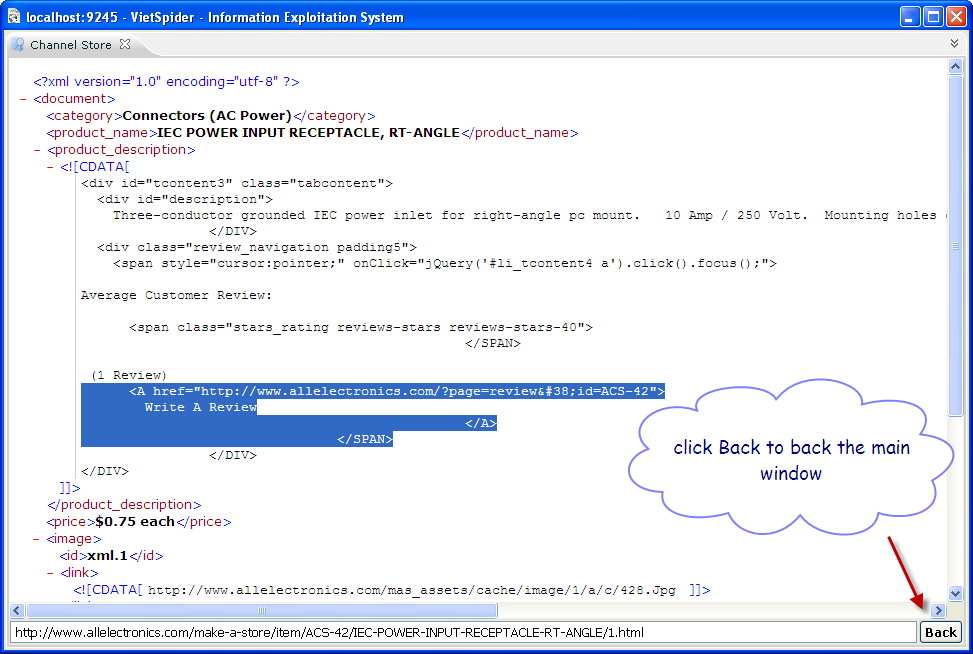 localhost:9245 - VietSpider - Information Exploitation System
Channel Store
<?xml version="1.0" encoding="utf-8" ?>
- <document>
<category>Connectors (AC Power)</category>
<product_name>IEC POWER INPUT RECEPTACLE, RT-ANGLE</product_name>
- <product_description>
- <![CDATA[
<div id="tcontent3" class="tabcontent">
<div id="description">
Three-conductor grounded IEC power inlet for right-angle pc mount.   10 Amp / 250 Volt.  Mounting holes
</DIV>
<div class="review_navigation padding5">
<span style="cursor:pointer;" onClick="jQuery('#li_tcontent4 a').click().focus();">
Average Customer Review:
<span class="stars_rating reviews-stars reviews-stars-40">
</SPAN>
(1 Review)
<A href="http://www.allelectronics.com/?page=review&#38;id=ACS-42">
Write A Review
</A>
</SPAN>
</DIV>
</DIV>
]]>
</product_description>
<price>$0.75 each</price>
- <image>
<id>xml.1</id>
- <link>
<![CDATA[ http://www.allelectronics.com/mas_assets/cache/image/1/a/c/428.Jpg  ]]>
click Back to back the main
window
http://www.allelectronics.com/make-a-store/item/ACS-42/IEC-POWER-INPUT-RECEPTACLE-RT-ANGLE/1.html
Back